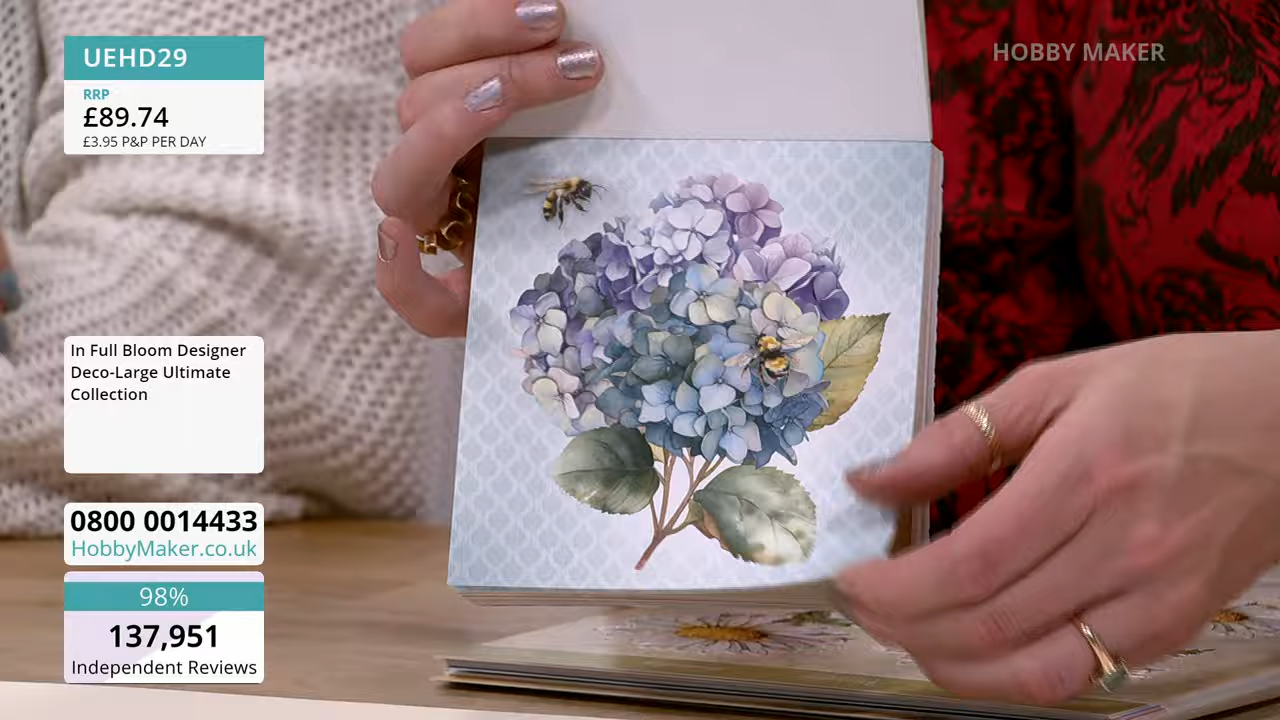 UEHD29
RRP
£89.74
£3.95 P&P PER DAY
HOBBY MAKER
In Full Bloom Designer
Deco-Large Ultimate
Collection
0800 0014433
HobbyMaker.co.uk
98%
137,951
Independent Reviews